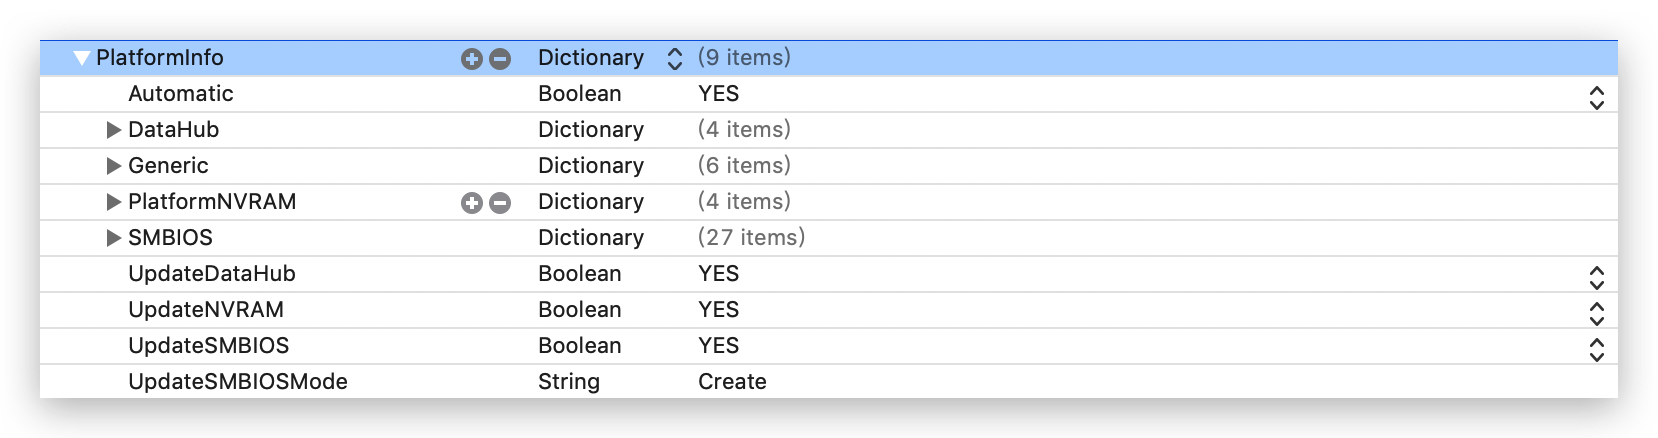 PlatformInfo Dictionary (9 items)
Automatic Boolean YES
DataHub Dictionary (4 items)
Generic Dictionary (6 items)
PlatformNVRAM Dictionary (4 items)
SMBIOS Dictionary (27 items)
UpdateDataHub Boolean YES
UpdateNVRAM Boolean YES
UpdateSMBIOS Boolean YES
UpdateSMBIOSMode String Create